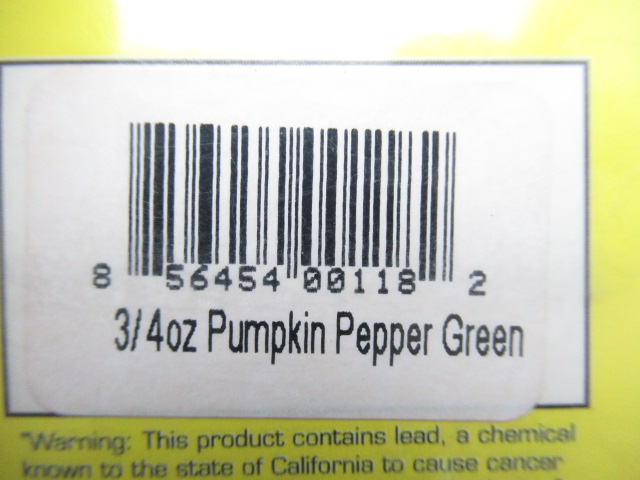 8 56454 00118 2
3/4oz Pumpkin Pepper Green
"Warning: This product contains lead, a chemical
known to the state of California to cause cancer